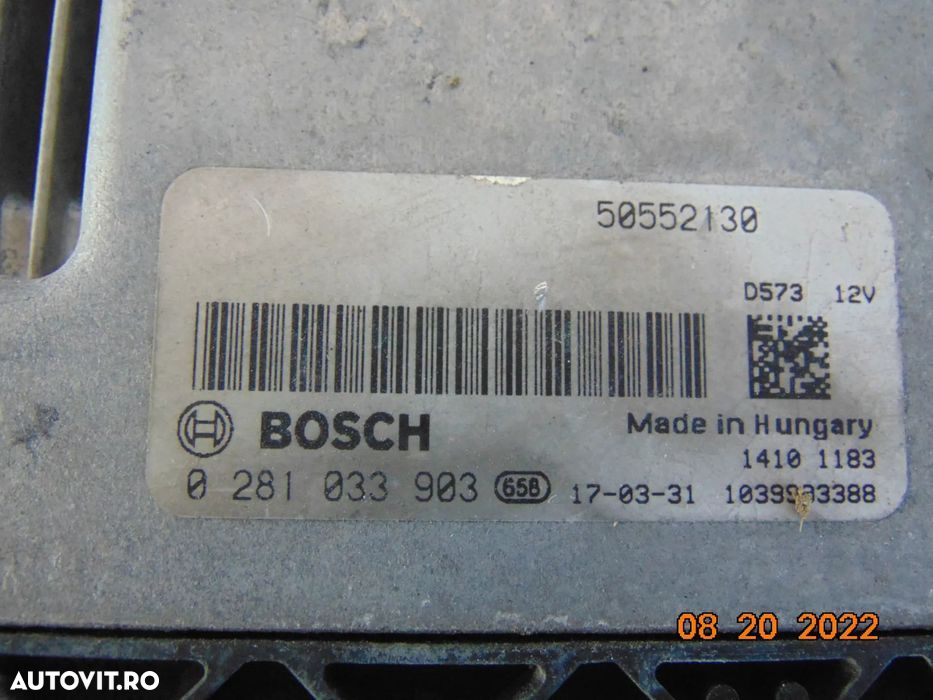 50552130
D573 12V
BOSCH
Made in Hungary
1410 1183
0 281 033 903 658 17-03-31
08 20 2022
AUTOVIT.RO